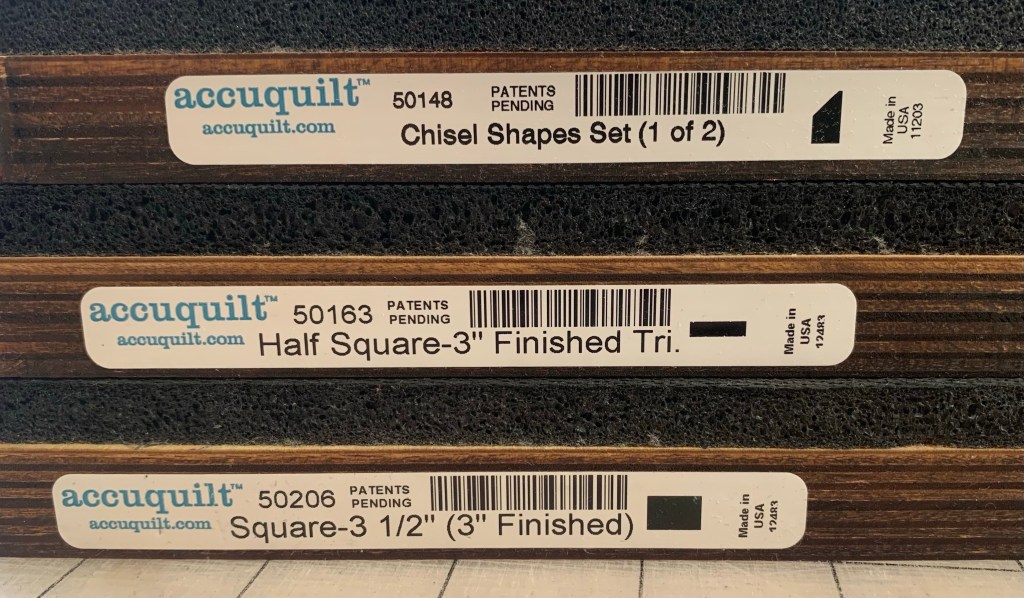 accuquilt™ 50148 PATENTS PENDING
accuquilt.com Chisel Shapes Set (1 of 2)
Made in
USA
11203
accuquilt™ 50163 PATENTS PENDING
accuquilt.com Half Square-3" Finished Tri.
Made in
USA
12483
accuquilt™ 50206 PATENTS PENDING
accuquilt.com Square-3 1/2" (3" Finished)
Made in
USA
12483